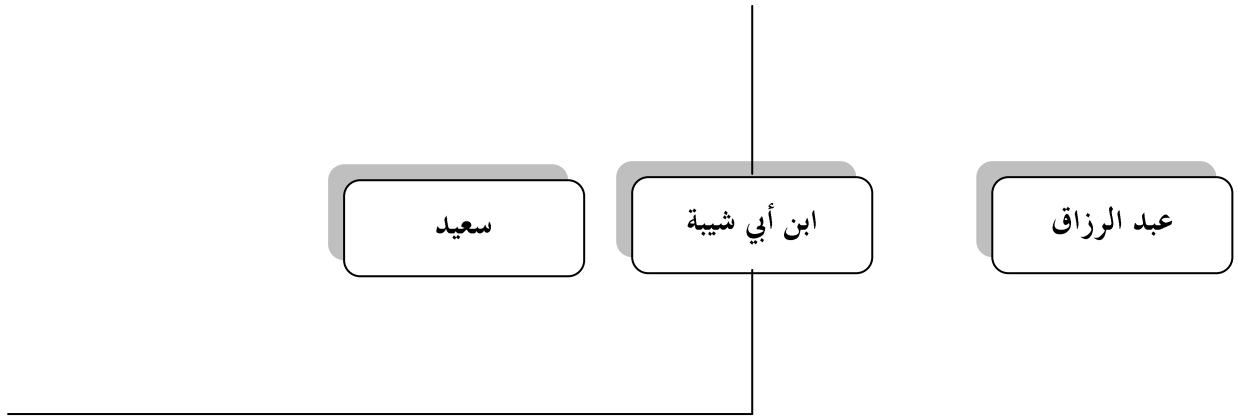 عبد الرزاق
ابن أبي شيبة
سعيد